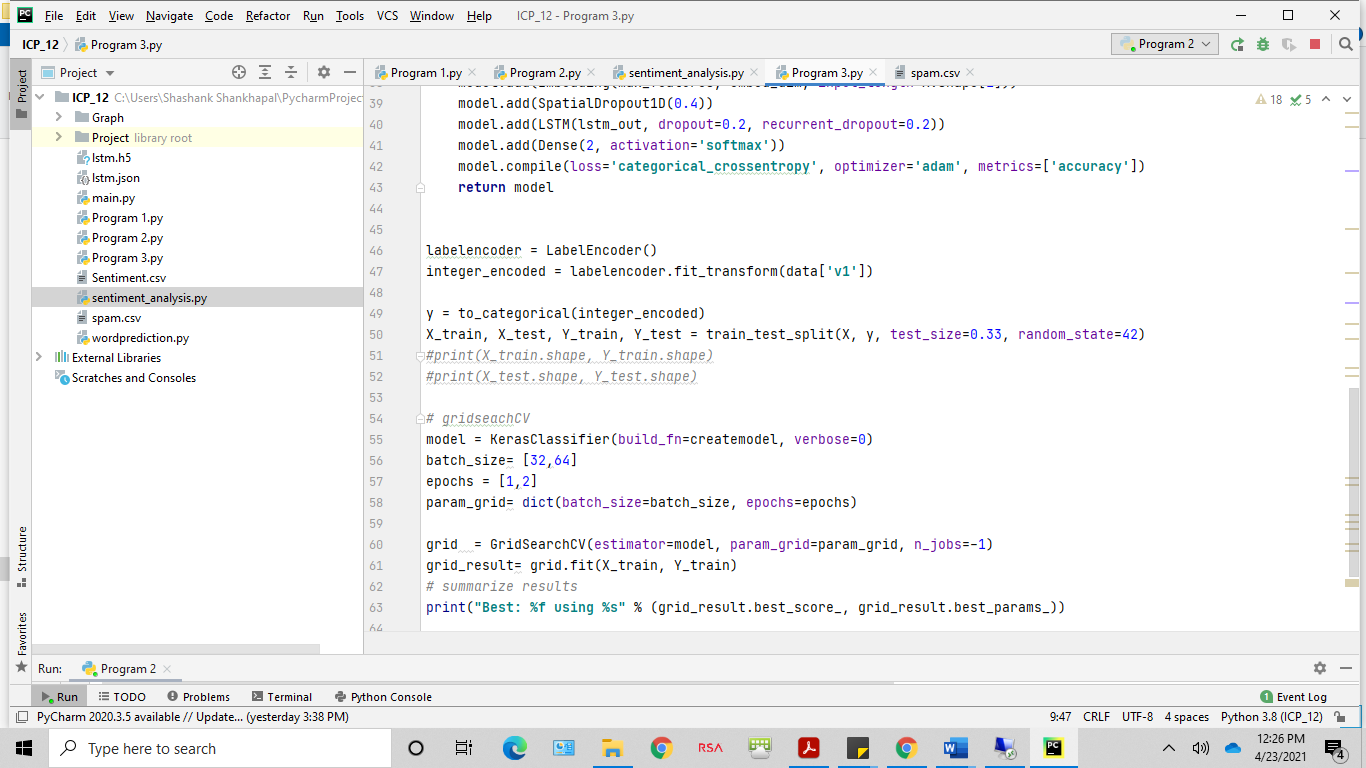 File Edit View Navigate Code Refactor Run Tools VCS Window Help ICP_12 - Program 3.py
ICP_12 Program 3.py Program 2
Project
Project
Program 1.py Program 2.py sentiment_analysis.py Program 3.py spam.csv
ICP_12 C:\Users\Shashank Shankhapal\PycharmProjec
Graph
Project library root
lstm.h5
lstm.json
main.py
Program 1.py
Program 2.py
Program 3.py
Sentiment.csv
sentiment_analysis.py
spam.csv
wordprediction.py
External Libraries
Scratches and Consoles
18 5
39 model.add(SpatialDropout1D(0.4))
40 model.add(LSTM(lstm_out, dropout=0.2, recurrent_dropout=0.2))
41 model.add(Dense(2, activation='softmax'))
42 model.compile(loss='categorical_crossentropy', optimizer='adam', metrics=['accuracy'])
43 return model
44
45
46 labelencoder = LabelEncoder()
47 integer_encoded = labelencoder.fit_transform(data['v1'])
48
49 y = to_categorical(integer_encoded)
50 X_train, X_test, Y_train, Y_test = train_test_split(X, y, test_size=0.33, random_state=42)
51 #print(X_train.shape, Y_train.shape)
52 #print(X_test.shape, Y_test.shape)
53
54 # gridseachCV
55 model = KerasClassifier(build_fn=createmodel, verbose=0)
56 batch_size= [32,64]
57 epochs = [1,2]
58 param_grid= dict(batch_size=batch_size, epochs=epochs)
59
60 grid  = GridSearchCV(estimator=model, param_grid=param_grid, n_jobs=-1)
61 grid_result= grid.fit(X_train, Y_train)
62 # summarize results
63 print("Best: %f using %s" % (grid_result.best_score_, grid_result.best_params_))
64
Structure
Favorites
Run: Program 2
Run TODO Problems Terminal Python Console 1 Event Log
PyCharm 2020.3.5 available // Update... (yesterday 3:38 PM) 9:47 CRLF UTF-8 4 spaces Python 3.8 (ICP_12)
Type here to search
RSA
12:26 PM
4/23/2021
4